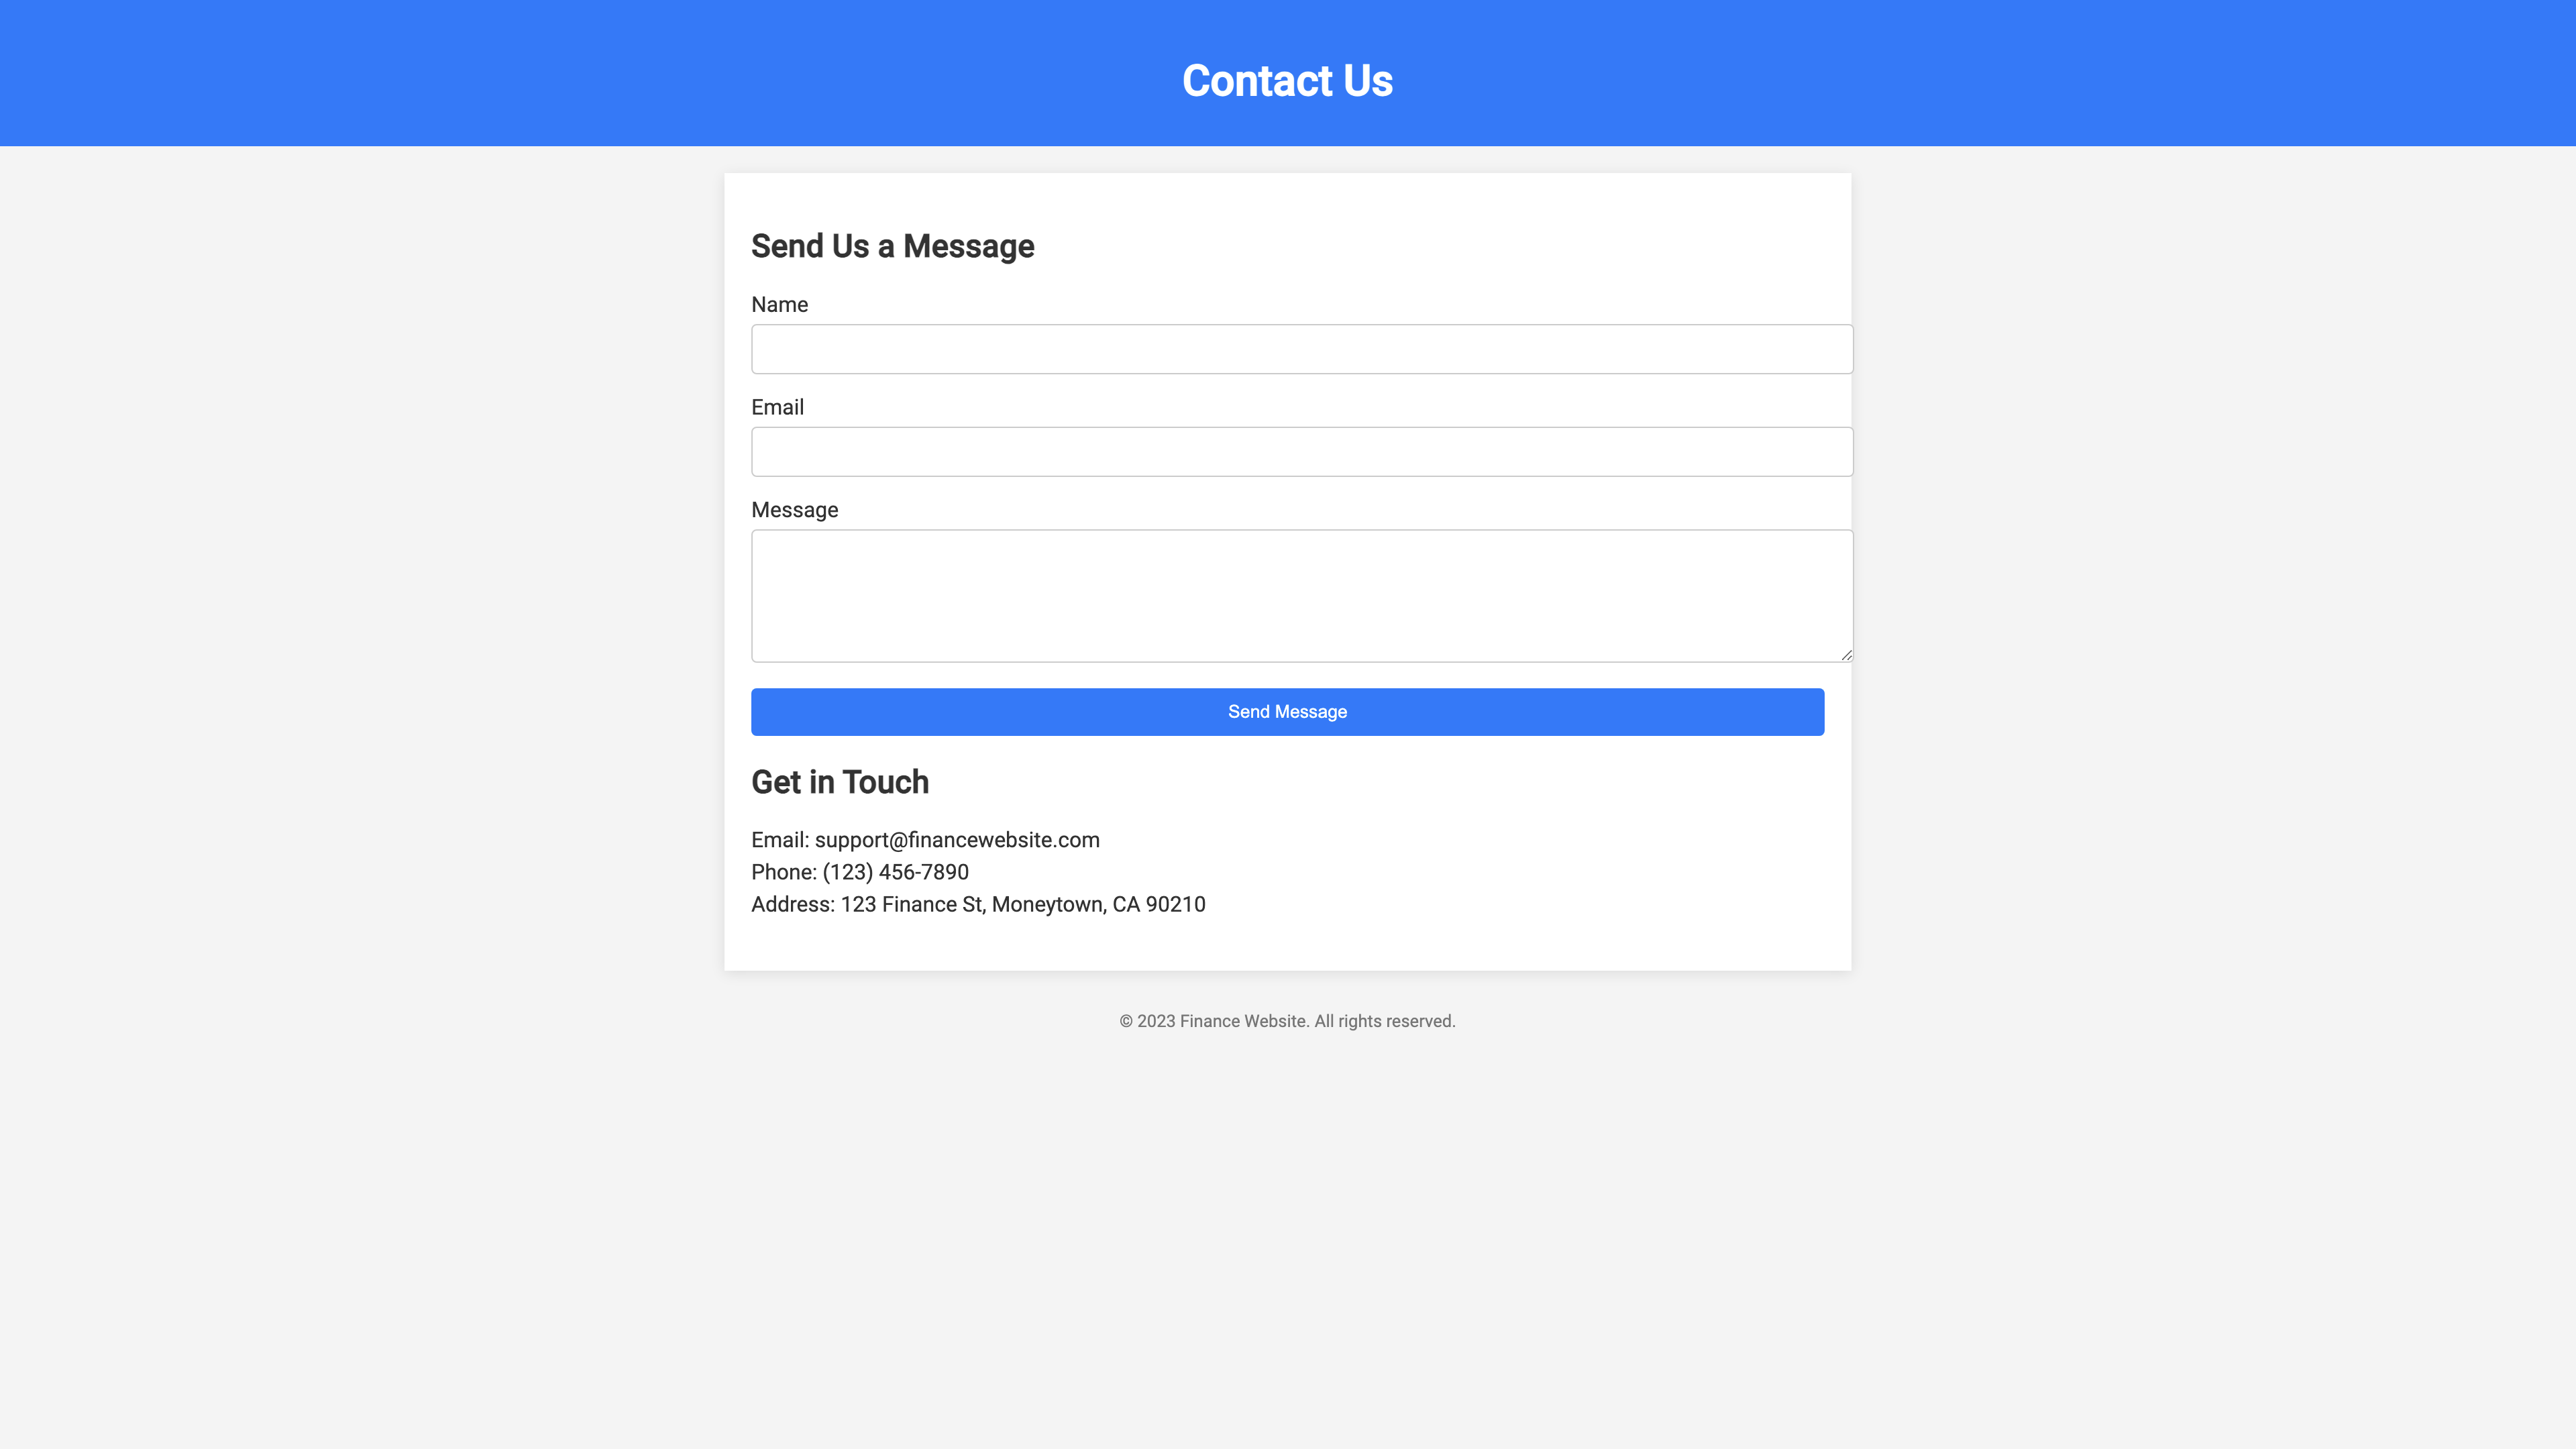 Contact Us
Send Us a Message
Name
Email
Message
Send Message
Get in Touch
Email: support@financewebsite.com
Phone: (123) 456-7890
Address: 123 Finance St, Moneytown, CA 90210
© 2023 Finance Website. All rights reserved.